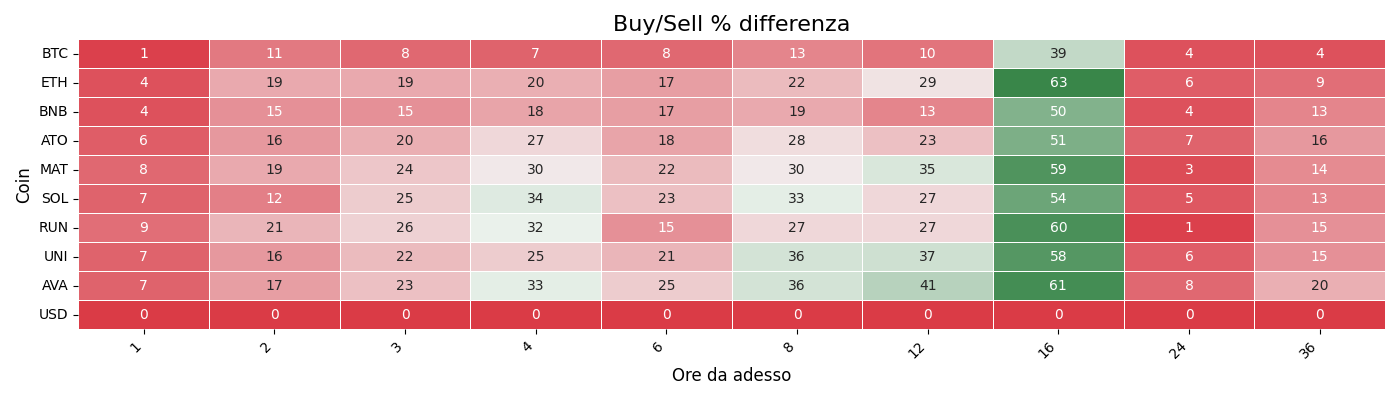 Buy/Sell % differenza
Coin
BTC 1 11 8 7 8 13 10 39 4 4
ETH 4 19 19 20 17 22 29 63 6 9
BNB 4 15 15 18 17 19 13 50 4 13
ATO 6 16 20 27 18 28 23 51 7 16
MAT 8 19 24 30 22 30 35 59 3 14
SOL 7 12 25 34 23 33 27 54 5 13
RUN 9 21 26 32 15 27 27 60 1 15
UNI 7 16 22 25 21 36 37 58 6 15
AVA 7 17 23 33 25 36 41 61 8 20
USD 0 0 0 0 0 0 0 0 0 0
1 2 3 4 6 8 12 16 24 36
Ore da adesso